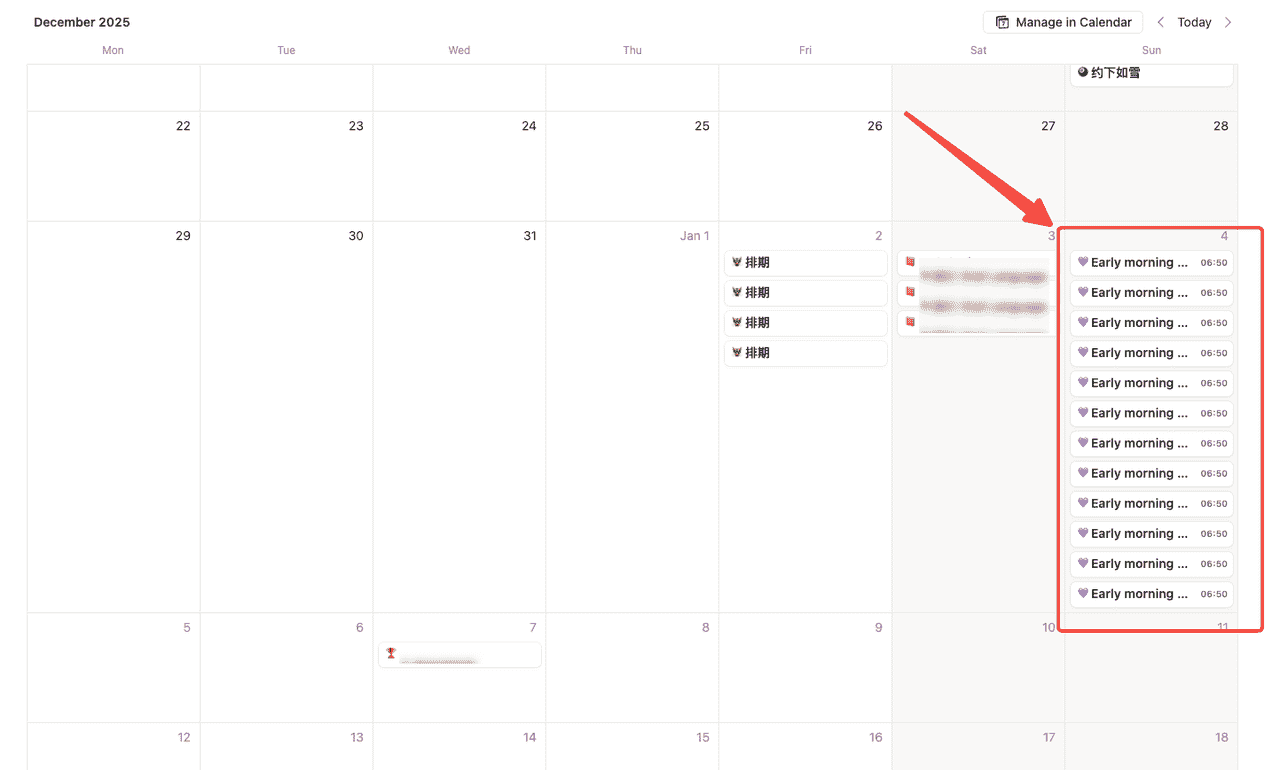 December 2025
Manage in Calendar
Today
Mon Tue Wed Thu Fri Sat Sun
约下如雪
22 23 24 25 26 27 28
29 30 31 Jan 1 2 3 4
排期
排期
排期
排期
Early morning ... 06:50
Early morning ... 06:50
Early morning ... 06:50
Early morning ... 06:50
Early morning ... 06:50
Early morning ... 06:50
Early morning ... 06:50
Early morning ... 06:50
Early morning ... 06:50
Early morning ... 06:50
Early morning ... 06:50
Early morning ... 06:50
5 6 7 8 9 10 11
12 13 14 15 16 17 18